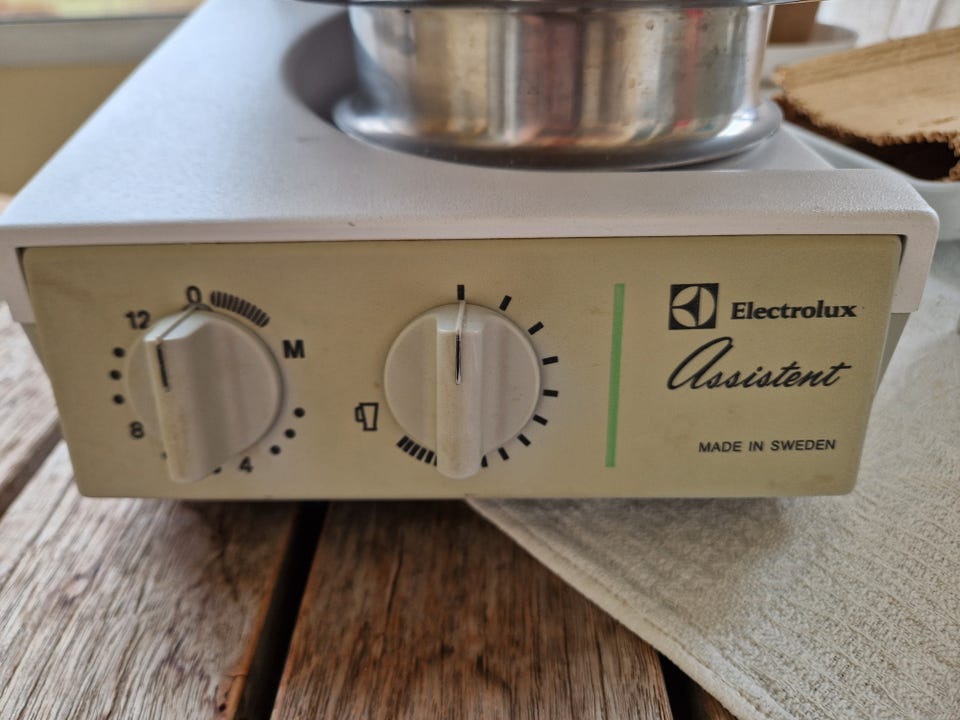 0
12
M
8
4
Electrolux
Assistent
MADE IN SWEDEN